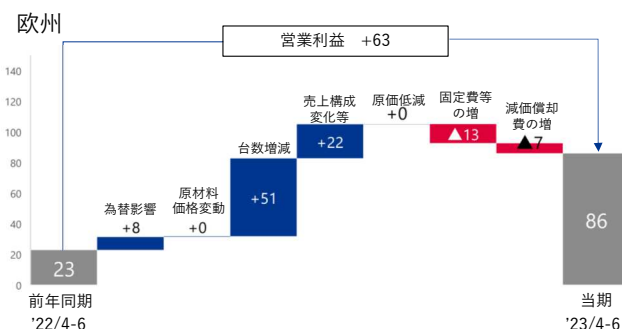 欧州
営業利益 +63
140
120
100
80
60
40
20
0
23
前年同期
'22/4-6
為替影響
+8
原材料
価格変動
+0
台数増減
+51
売上構成
変化等
+22
原価低減
+0
固定費等
の増
▲13
減価償却
費の増
▲7
86
当期
'23/4-6